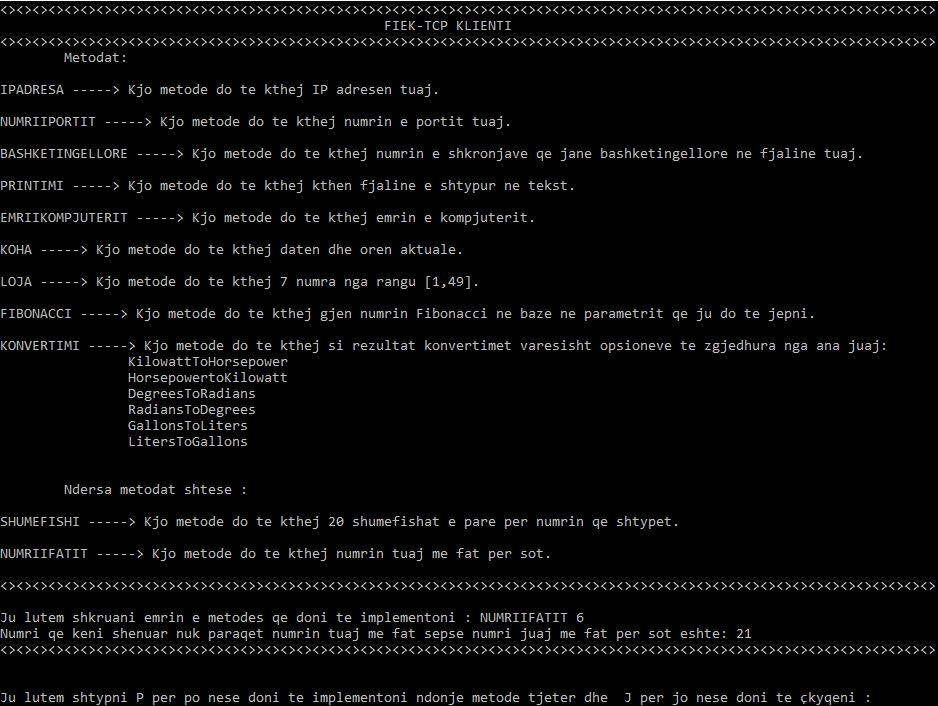 <><><><><><><><><><><><><><><><><>><><><><><><><><><><><><><><><><><><><><><><><><><><><><><><><><><><><><><><><><><>
FIEK-TCP KLIENTI
<><><><><><><><><><><><><><><><><>><><><><><><><><><><><><><><><><><><><><><><><><><><><><><><><><><><><><><><><><><>
Metodat:
IPADRESA -----> Kjo metode do te kthej IP adresen tuaj.
NUMRIIPORTIT -----> Kjo metode do te kthej numrin e portit tuaj.
BASHKETINGELLORE -----> Kjo metode do te kthej numrin e shkronjave qe jane bashketingellore ne fjaline tuaj.
PRINTIMI -----> Kjo metode do te kthej kthen fjaline e shtypur ne tekst.
EMRIIKOMPJUTERIT -----> Kjo metode do te kthej emrin e kompjuterit.
KOHA -----> Kjo metode do te kthej daten dhe oren aktuale.
LOJA -----> Kjo metode do te kthej 7 numra nga rangu [1,49].
FIBONACCI -----> Kjo metode do te kthej gjen numrin Fibonacci ne baze ne parametrit qe ju do te jepni.
KONVERTIMI -----> Kjo metode do te kthej si rezultat konvertimet varesisht opsioneve te zgjedhura nga ana juaj:
KilowattToHorsepower
HorsepowertoKilowatt
DegreesToRadians
RadiansToDegrees
GallonsToLiters
LitersToGallons
Ndersa metodat shtese :
SHUMEFISHI -----> Kjo metode do te kthej 20 shumefishat e pare per numrin qe shtypet.
NUMRIIFATIT -----> Kjo metode do te kthej numrin tuaj me fat per sot.
<><><><><><><><><><><><><><><><><>><><><><><><><><><><><><><><><><><><><><><><><><><><><><><><><><><><><><><><><><><>
Ju lutem shkruani emrin e metodes qe doni te implementoni : NUMRIIFATIT 6
Numri qe keni shenuar nuk paraqet numrin tuaj me fat sepse numri juaj me fat per sot eshte: 21
<><><><><><><><><><><><><><><><><>><><><><><><><><><><><><><><><><><><><><><><><><><><><><><><><><><><><><><><><><><>
Ju lutem shtypni P per po nese doni te implementoni ndonje metode tjeter dhe  J per jo nese doni te çkyqeni :